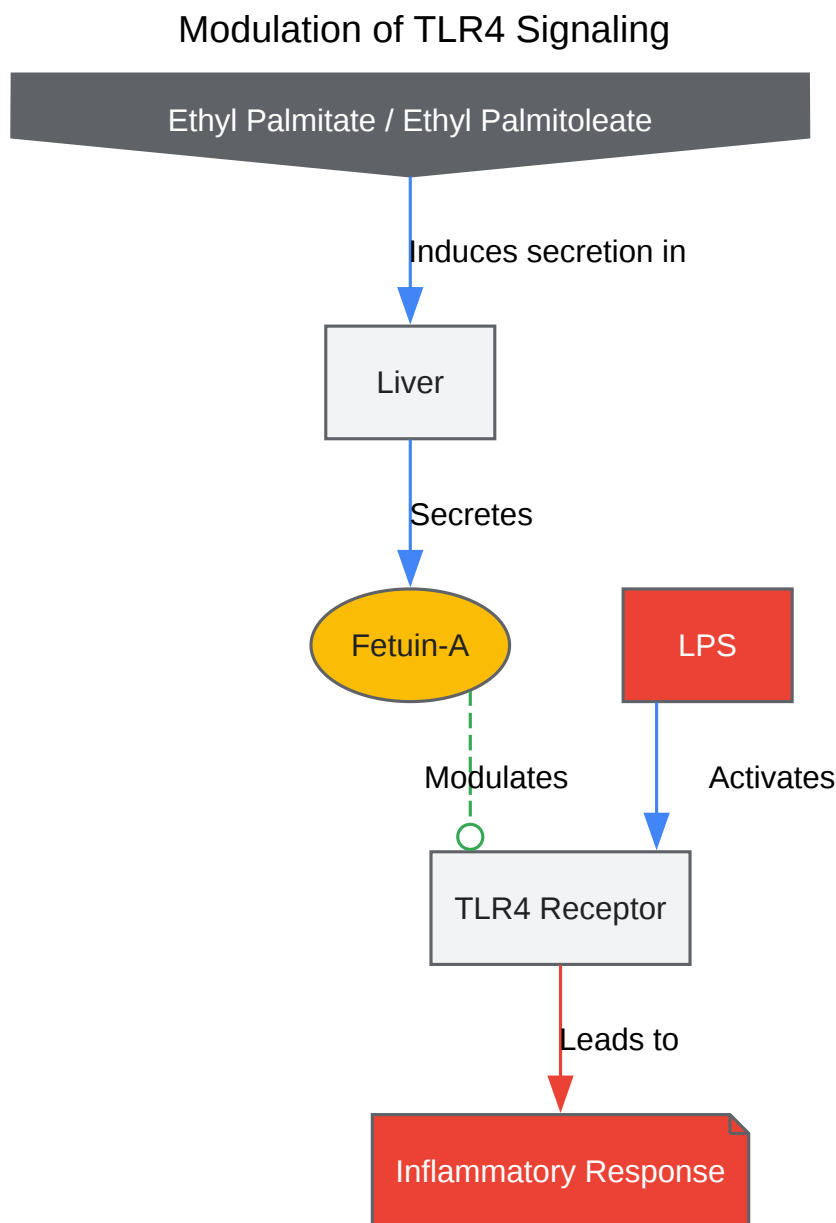 Modulation of TLR4 Signaling
Ethyl Palmitate / Ethyl Palmitoleate
Induces secretion in
Liver
Secretes
Fetuin-A
LPS
Modulates
Activates
TLR4 Receptor
Leads to
Inflammatory Response